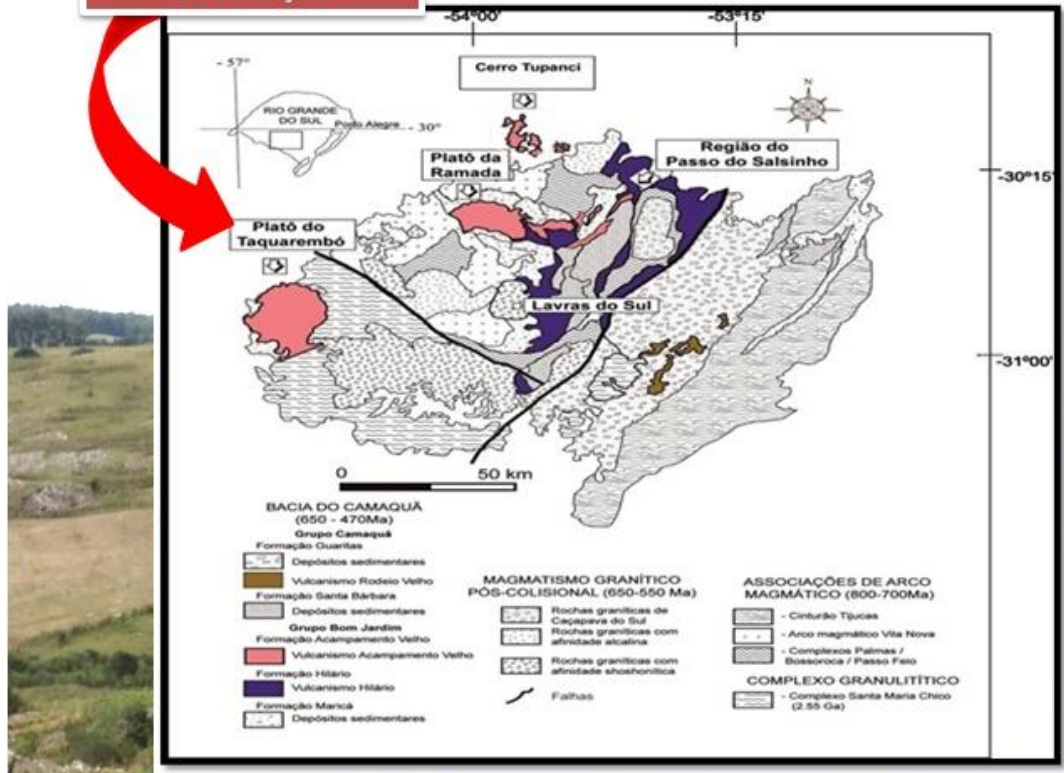 -54°00'
-53°15'
- 57°
Cerro Tupanci
N
RIO GRANDE
DO SUL
Porto Alegre
- 30°
Platô da
Ramada
Região do
Passo do Salsinho
-30°15'
Platô do
Taquarembó
Lavras do Sul
-31°00'
0 50 km
BACIA DO CAMAQUÃ
(650 - 470Ma)
Grupo Camaquã
Formação Guaritas
Depósitos sedimentares
Vulcanismo Rodeio Velho
Formação Santa Bárbara
Depósitos sedimentares
Grupo Bom Jardim
Formação Acampamento Velho
Vulcanismo Acampamento Velho
Formação Hilário
Vulcanismo Hilário
Formação Maricá
Depósitos sedimentares
MAGMATISMO GRANÍTICO
PÓS-COLISIONAL (650-550 Ma)
Rochas graníticas de
Caçapava do Sul
Rochas graníticas com
afinidade alcalina
Rochas graníticas com
afinidade shoshonítica
Falhas
ASSOCIAÇÕES DE ARCO
MAGMÁTICO (800-700Ma)
- Cinturão Tijucas
- Arco magmático Vila Nova
- Complexos Palmas /
Bossoroca / Passo Feio
COMPLEXO GRANULITÍTICO
- Complexo Santa Maria Chico
(2.55 Ga)